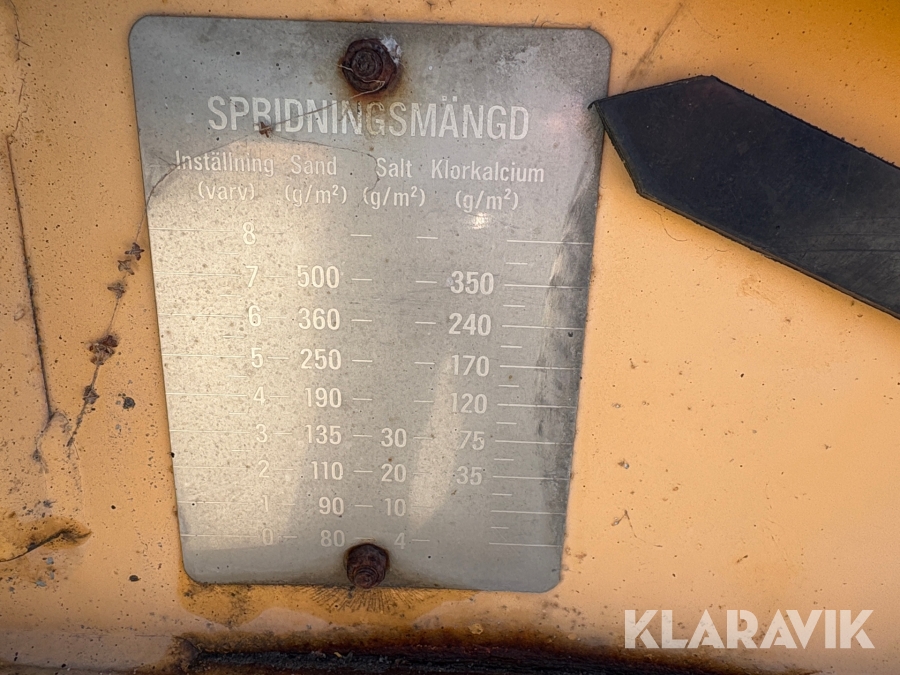 SPRIDNINGSMÄNGD
Inställning Sand Salt Klorkalcium
(varv) (g/m²) (g/m²) (g/m²)
8 — —
7 — 500 — — 350
6 — 360 — — 240
5 — 250 — 170
4 — 190 — 120
3 — 135 — 30 — 75
2 — 110 — 20 — 35
1 — 90 — 10 —
0 — 80 — 4 —
KLARAVIK